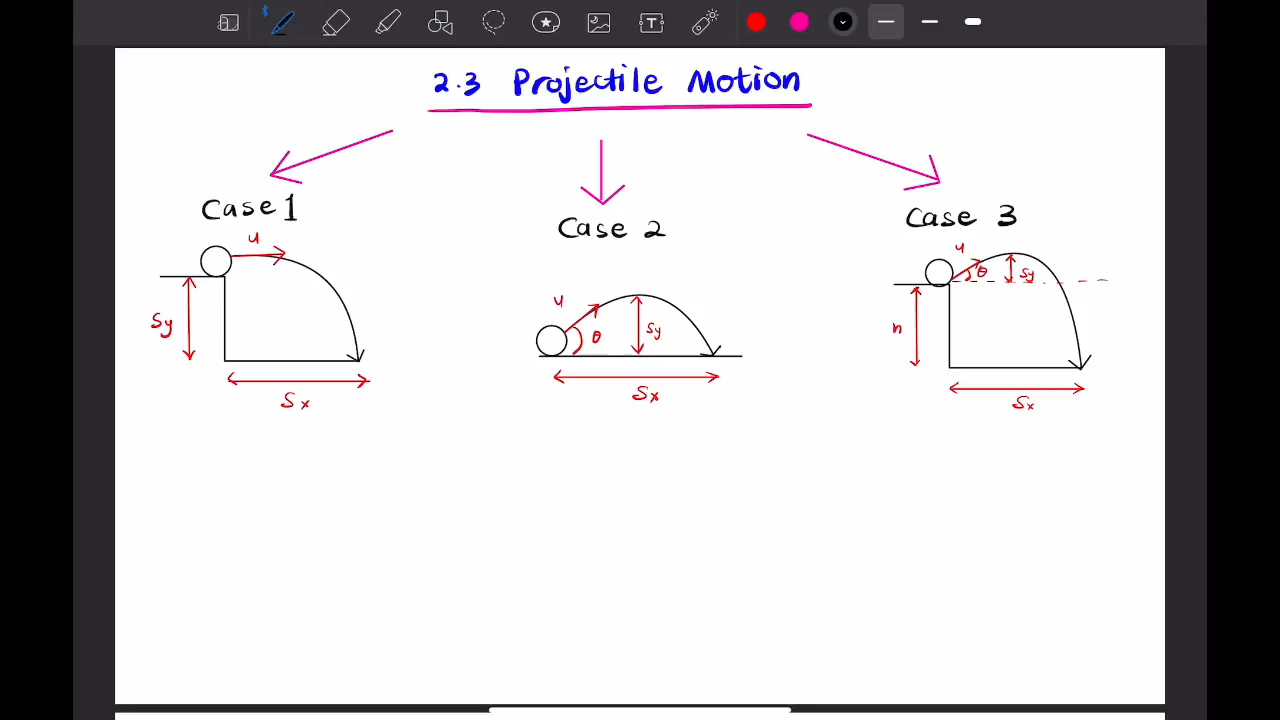 2.3 Projectile Motion
Case 1
u
Sy
Sx
Case 2
u
θ
Sy
Sx
Case 3
u
θ
Sy
h
Sx
T